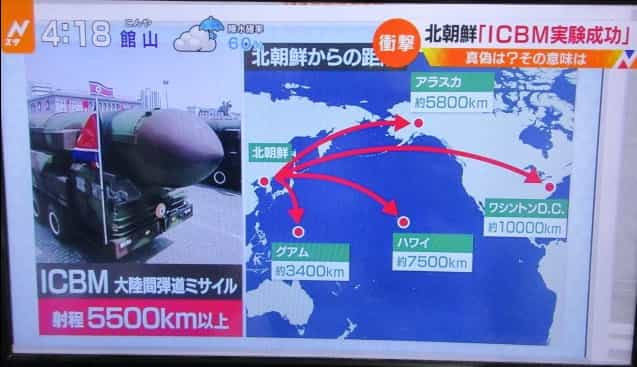 Nスタ
4:18
こんや
館山
降水確率
60%
衝撃
北朝鮮「ICBM実験成功」
真偽は?その意味は
北朝鮮からの距
アラスカ
約5800km
北朝鮮
ワシントンD.C.
約10000km
グアム
約3400km
ハワイ
約7500km
ICBM 大陸間弾道ミサイル
射程 5500km以上